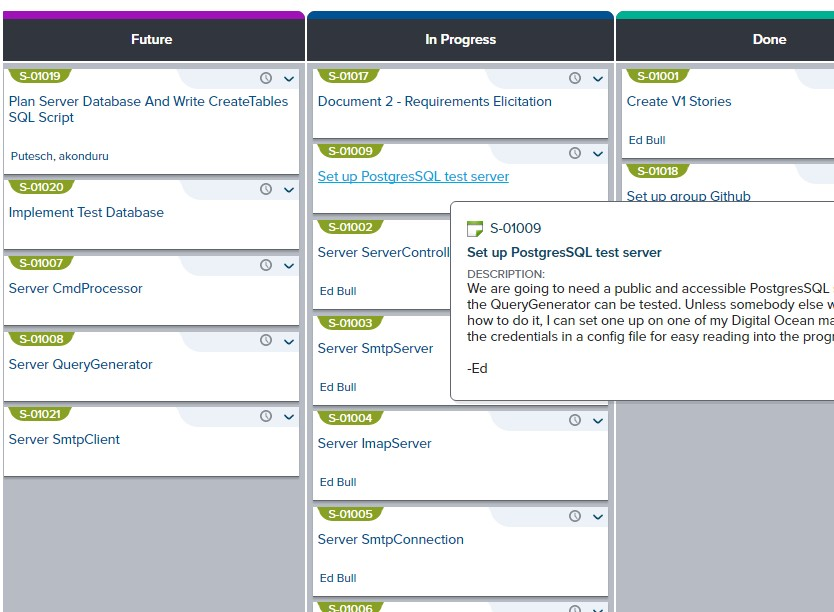 Future
In Progress
Done
S-01019
Plan Server Database And Write CreateTables
SQL Script
Putesch, akonduru
S-01020
Implement Test Database
S-01007
Server CmdProcessor
S-01008
Server QueryGenerator
S-01021
Server SmtpClient
S-01017
Document 2 - Requirements Elicitation
S-01009
Set up PostgresSQL test server
S-01002
Server ServerControll
Ed Bull
S-01003
Server SmtpServer
Ed Bull
S-01004
Server ImapServer
Ed Bull
S-01005
Server SmtpConnection
Ed Bull
S-01006
S-01001
Create V1 Stories
Ed Bull
S-01018
Set up group Github
S-01009
Set up PostgresSQL test server
DESCRIPTION:
We are going to need a public and accessible PostgresSQL
the QueryGenerator can be tested. Unless somebody else
how to do it, I can set one up on one of my Digital Ocean
the credentials in a config file for easy reading into the
-Ed